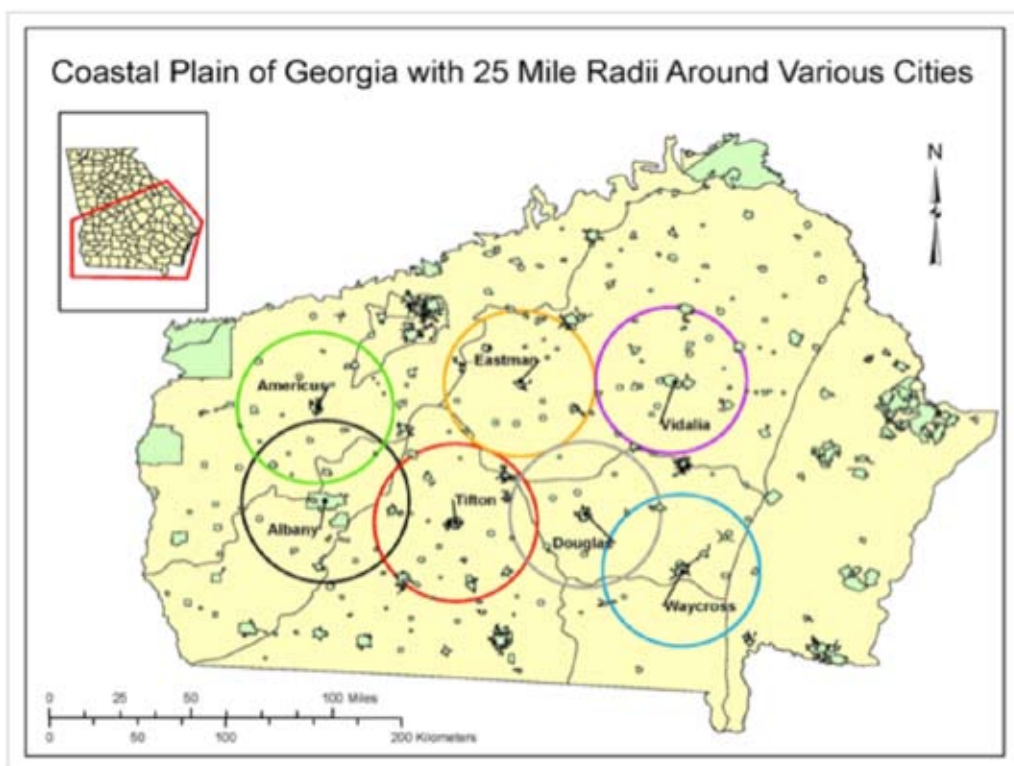 Coastal Plain of Georgia with 25 Mile Radii Around Various Cities
N
Eastman
Americus
Vidalia
Tifton
Albany
Douglas
Waycross
0 25 50 100 Miles
0 50 100 200 Kilometers